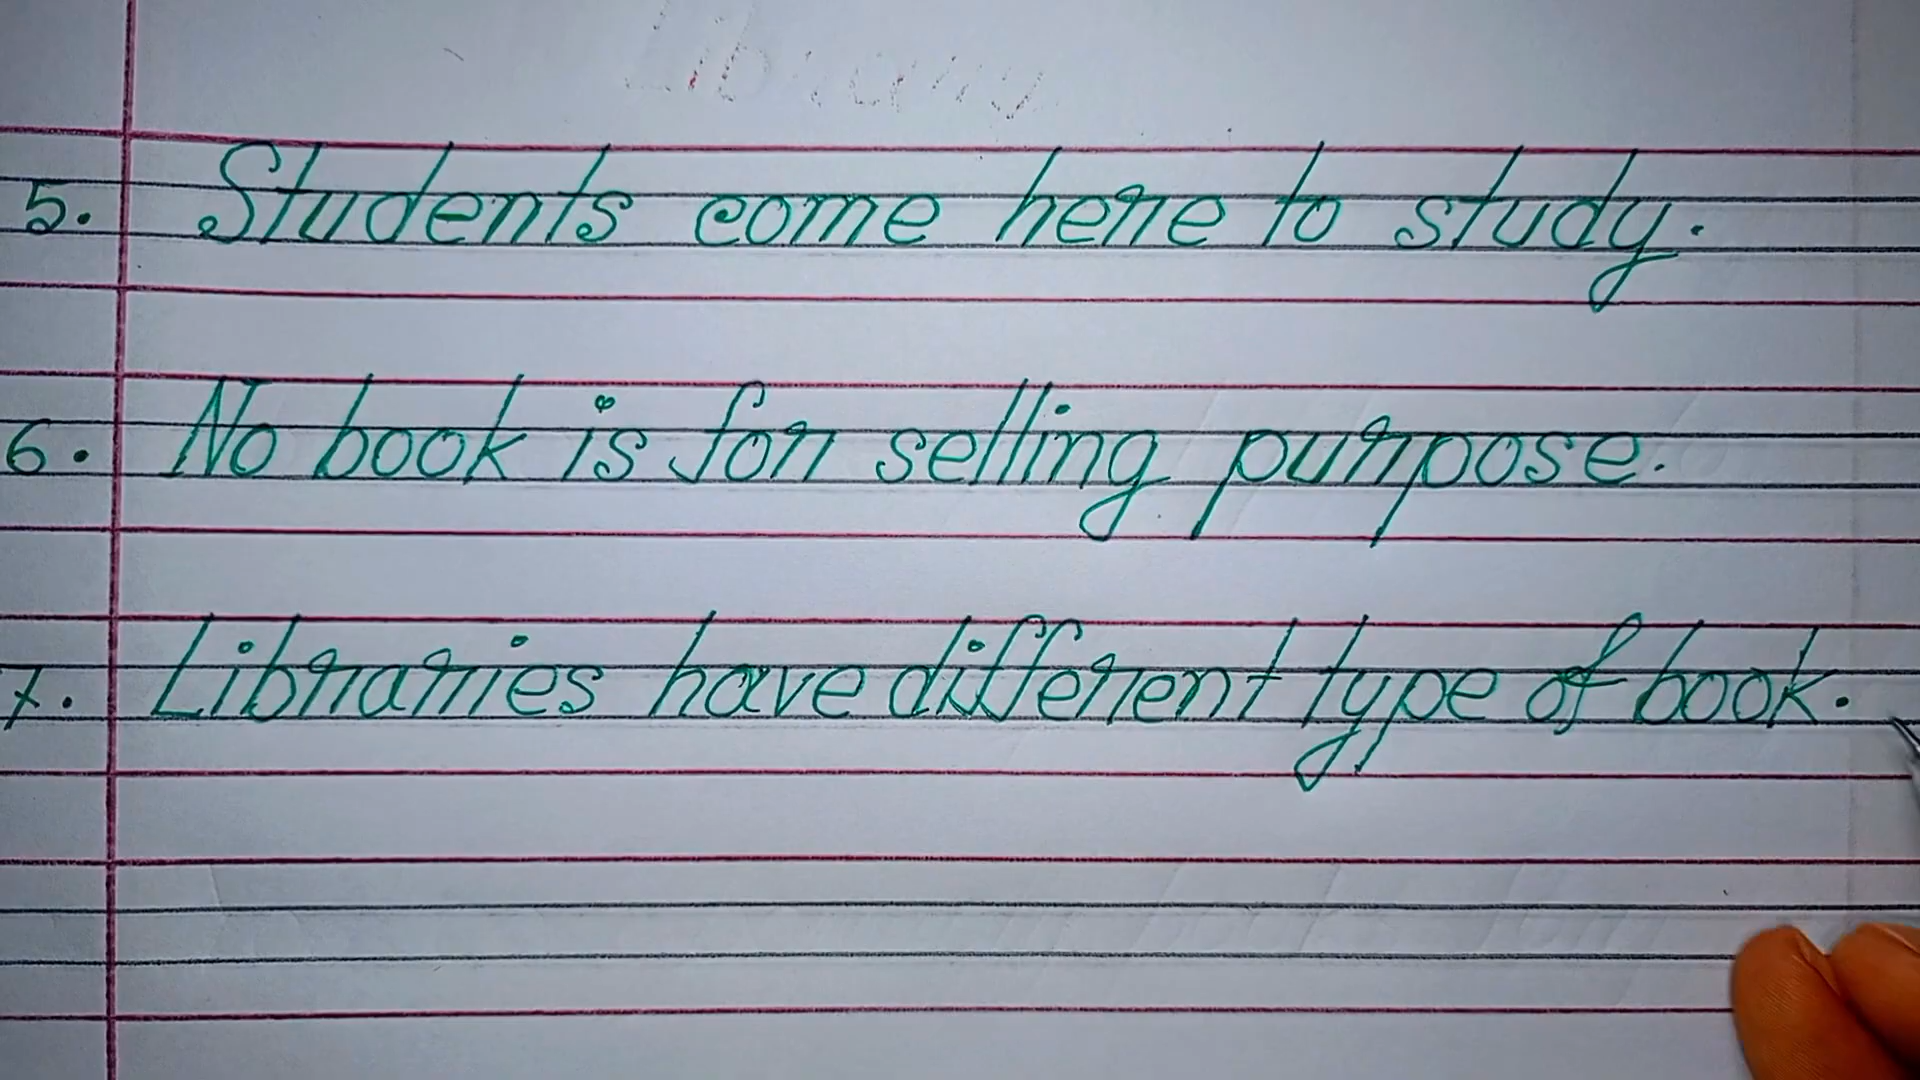 Library
5. Students come here to study.
6. No book is for selling purpose.
7. Libraries have different type of book.